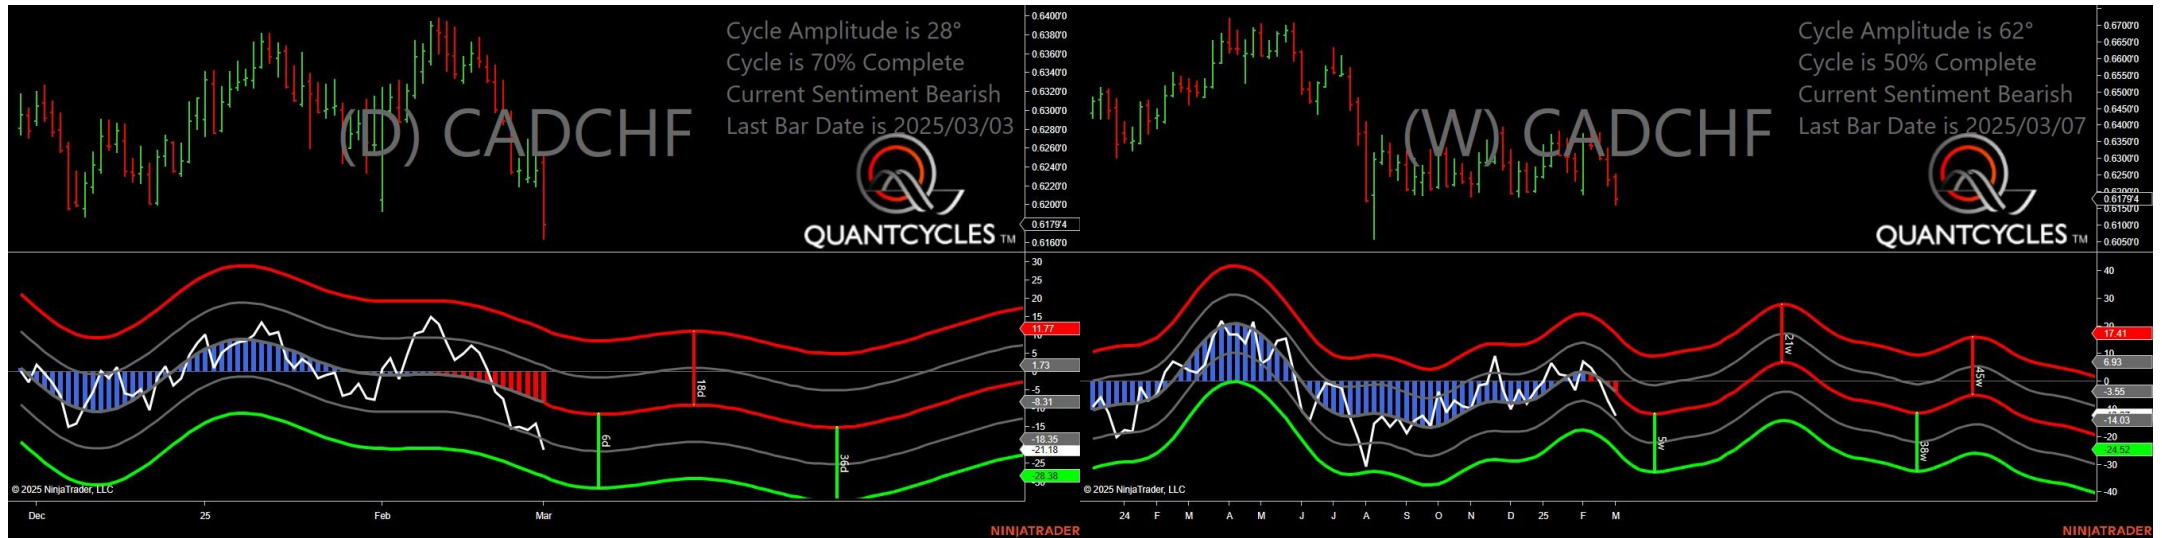 Cycle Amplitude is 28°
Cycle is 70% Complete
Current Sentiment Bearish
Last Bar Date is 2025/03/03
(D) CADCHF
QUANTCYCLES TM
0.6400'0
0.6380'0
0.6360'0
0.6340'0
0.6320'0
0.6300'0
0.6280'0
0.6260'0
0.6240'0
0.6220'0
0.6200'0
0.6179'4
0.6160'0
30
25
20
15
11.77
5
1.73
-5
-8.31
-15
-18.35
-21.18
-25
-28.38
18d
6d
36d
© 2025 NinjaTrader, LLC
Dec 25 Feb Mar
NINJATRADER
Cycle Amplitude is 62°
Cycle is 50% Complete
Current Sentiment Bearish
Last Bar Date is 2025/03/07
(W) CADCHF
QUANTCYCLES TM
0.6700'0
0.6650'0
0.6600'0
0.6550'0
0.6500'0
0.6450'0
0.6400'0
0.6350'0
0.6300'0
0.6250'0
0.6200'0
0.6179'4
0.6150'0
0.6100'0
0.6050'0
40
30
17.41
10
6.93
0
-3.55
-14.03
-20
-24.52
-30
-40
21w
45w
5w
38w
© 2025 NinjaTrader, LLC
24 F M A M J J A S O N D 25 F M
NINJATRADER